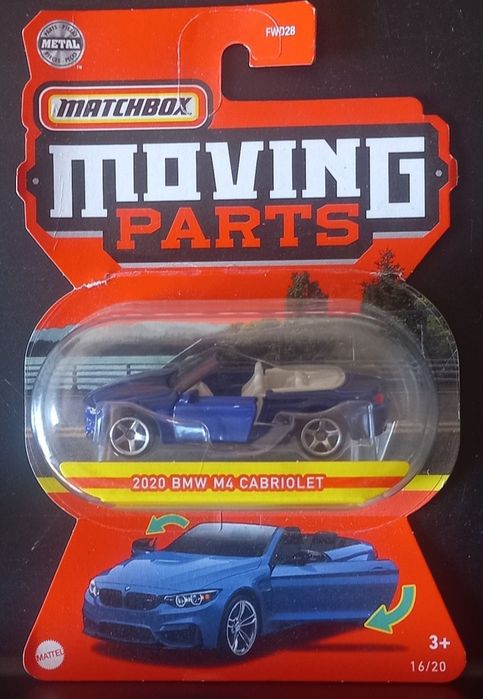 FWD28
METAL
MATCHBOX
MOVING
PARTS
2020 BMW M4 CABRIOLET
MATTEL
3+
16/20